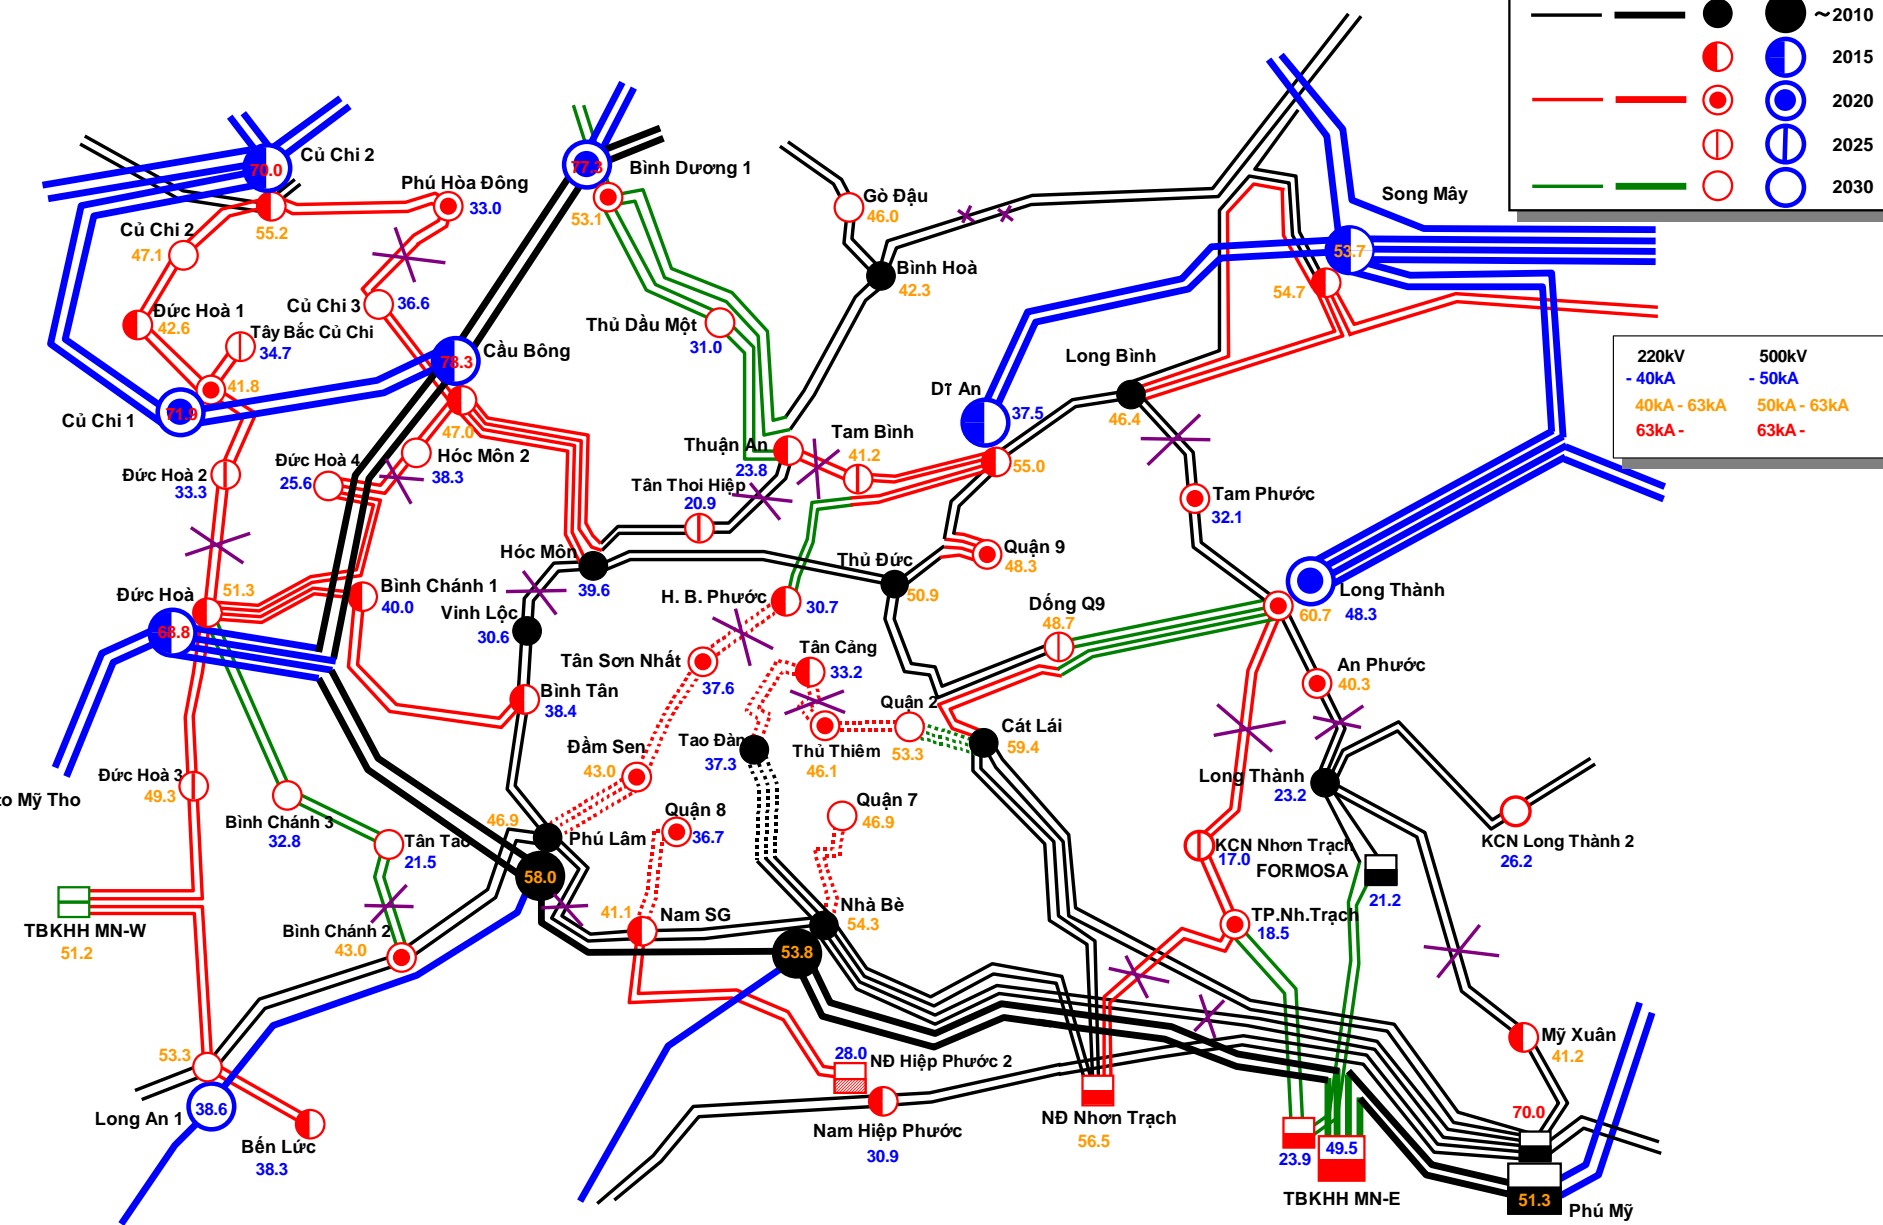 ~2010
2015
2020
2025
2030
220kV 500kV
- 40kA - 50kA
40kA - 63kA 50kA - 63kA
63kA - 63kA -
Củ Chi 2
70.0
55.2
Phú Hòa Đông
33.0
77.3
Bình Dương 1
53.1
Gò Đậu
46.0
Song Mây
53.7
54.7
Củ Chi 2
47.1
Bình Hoà
42.3
Đức Hoà 1
42.6
Củ Chi 3
36.6
Tây Bắc Củ Chi
34.7
Thủ Dầu Một
31.0
Cầu Bông
78.3
47.0
Long Bình
46.4
Dĩ An
37.5
55.0
41.8
71.9
Củ Chi 1
Hóc Môn 2
38.3
Đức Hoà 4
25.6
Đức Hoà 2
33.3
Thuận An
23.8
Tam Bình
41.2
Tân Thoi Hiệp
20.9
Tam Phước
32.1
Hóc Môn
39.6
Thủ Đức
50.9
Quận 9
48.3
Đức Hoà
51.3
68.8
Bình Chánh 1
40.0
Vinh Lộc
30.6
H. B. Phước
30.7
Dống Q9
48.7
60.7
Long Thành
48.3
Tân Sơn Nhất
37.6
Tân Cảng
33.2
An Phước
40.3
Bình Tân
38.4
Quận 2
53.3
Cát Lái
59.4
Tao Đàn
37.3
Thủ Thiêm
46.1
Đầm Sen
43.0
Long Thành
23.2
Đức Hoà 3
49.3
to Mỹ Tho
Bình Chánh 3
32.8
Tân Tạo
21.5
46.9
Phú Lâm
58.0
Quận 8
36.7
Quận 7
46.9
KCN Nhơn Trạch
17.0
FORMOSA
21.2
KCN Long Thành 2
26.2
TBKHH MN-W
51.2
Bình Chánh 2
43.0
41.1
Nam SG
Nhà Bè
54.3
53.8
TP.Nh.Trạch
18.5
53.3
38.6
Long An 1
Bến Lức
38.3
28.0
NĐ Hiệp Phước 2
Nam Hiệp Phước
30.9
NĐ Nhơn Trạch
56.5
Mỹ Xuân
41.2
70.0
23.9
49.5
TBKHH MN-E
51.3
Phú Mỹ